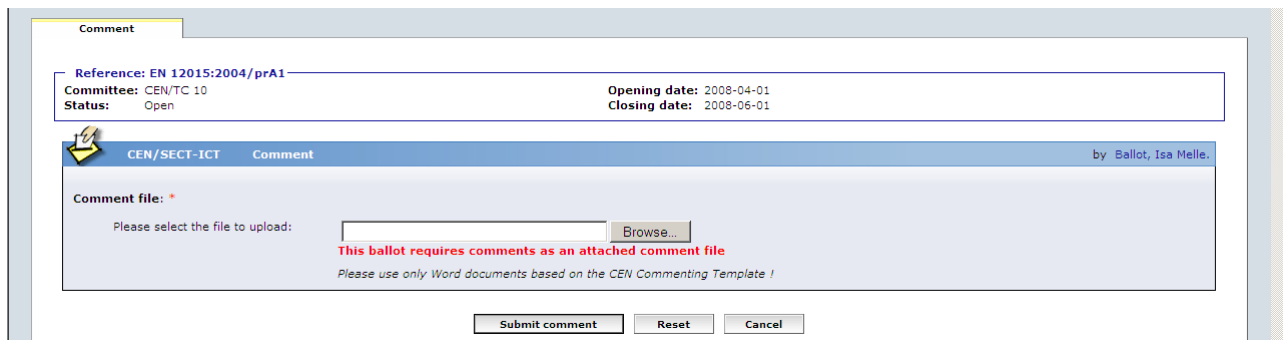 Comment
Reference: EN 12015:2004/prA1
Committee: CEN/TC 10 Opening date: 2008-04-01
Status: Open Closing date: 2008-06-01
CEN/SECT-ICT Comment by Ballot, Isa Melle.
Comment file: *
Please select the file to upload: Browse...
This ballot requires comments as an attached comment file
Please use only Word documents based on the CEN Commenting Template !
Submit comment Reset Cancel